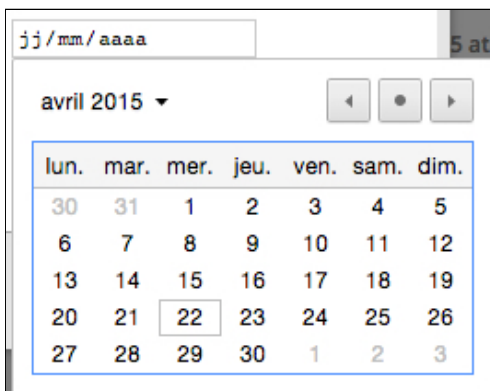 jj/mm/aaaa
5 at
avril 2015
lun. mar. mer. jeu. ven. sam. dim.
30 31 1 2 3 4 5
6 7 8 9 10 11 12
13 14 15 16 17 18 19
20 21 22 23 24 25 26
27 28 29 30 1 2 3